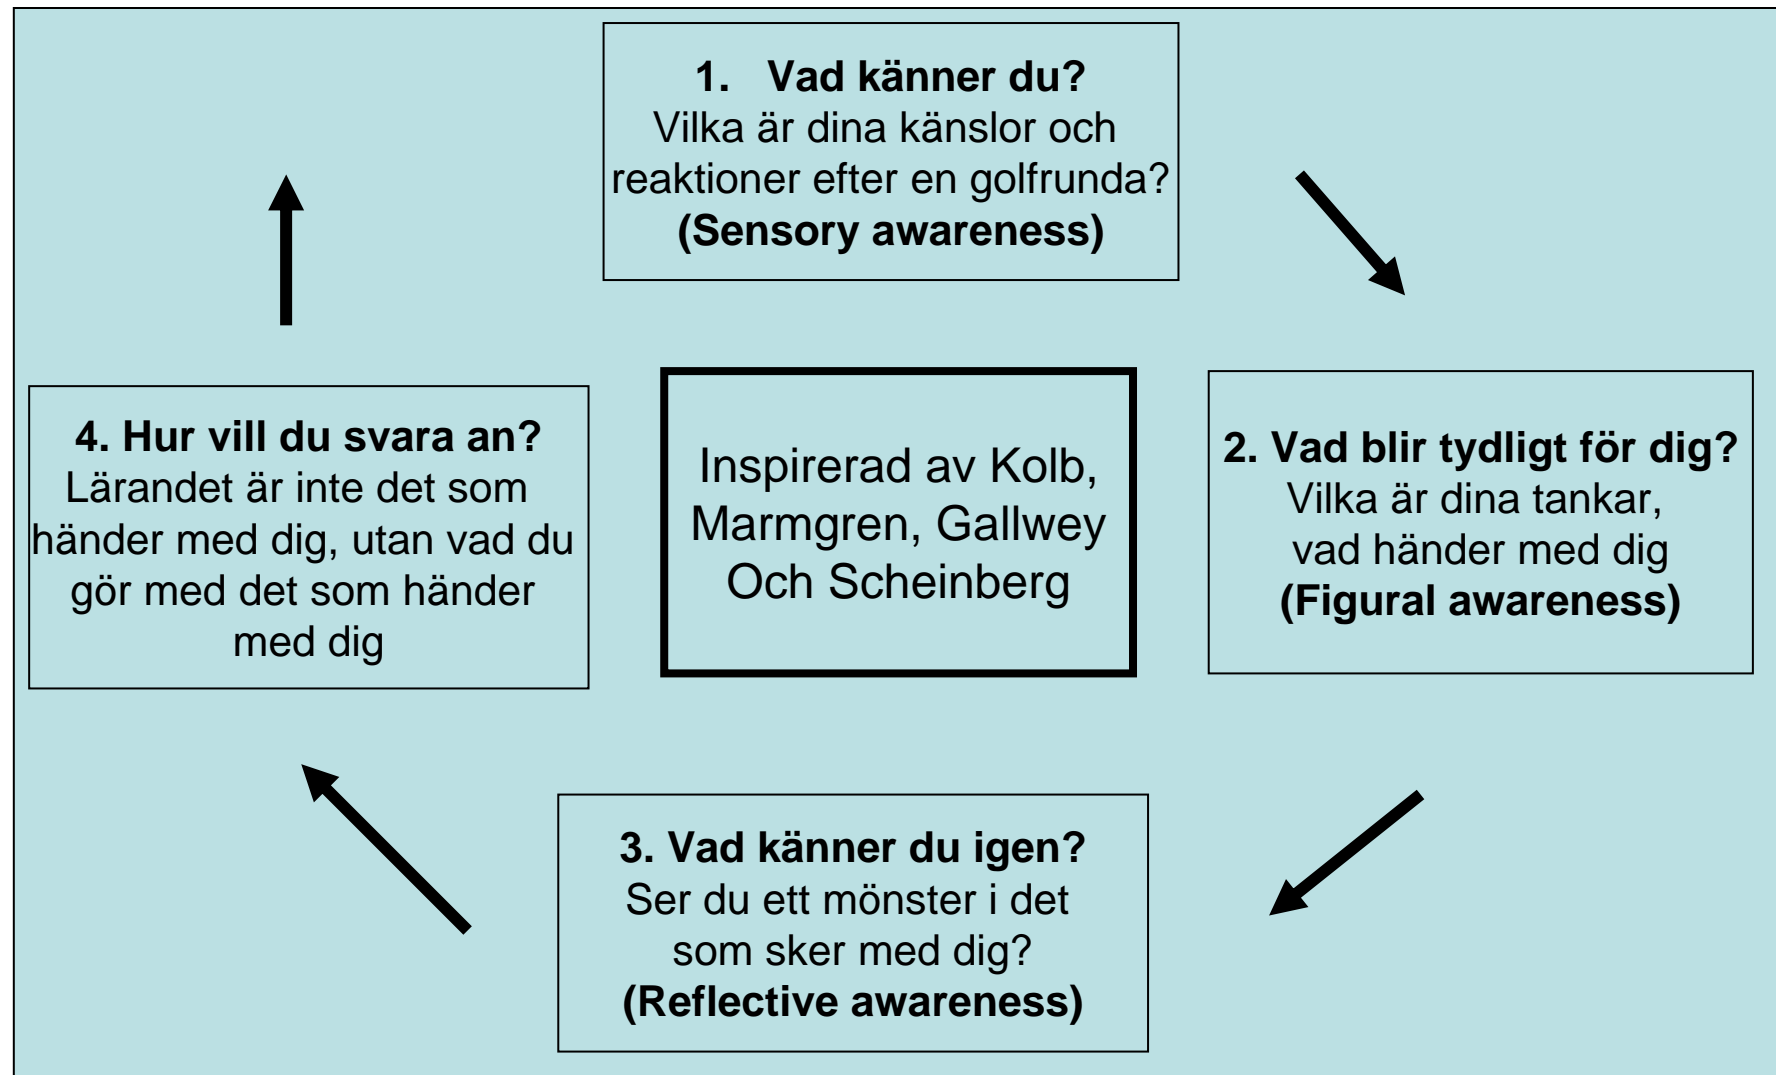 1. Vad känner du?
Vilka är dina känslor och
reaktioner efter en golfrunda?
(Sensory awareness)
2. Vad blir tydligt för dig?
Vilka är dina tankar,
vad händer med dig
(Figural awareness)
3. Vad känner du igen?
Ser du ett mönster i det
som sker med dig?
(Reflective awareness)
4. Hur vill du svara an?
Lärandet är inte det som
händer med dig, utan vad du
gör med det som händer
med dig
Inspirerad av Kolb,
Marmgren, Gallwey
Och Scheinberg